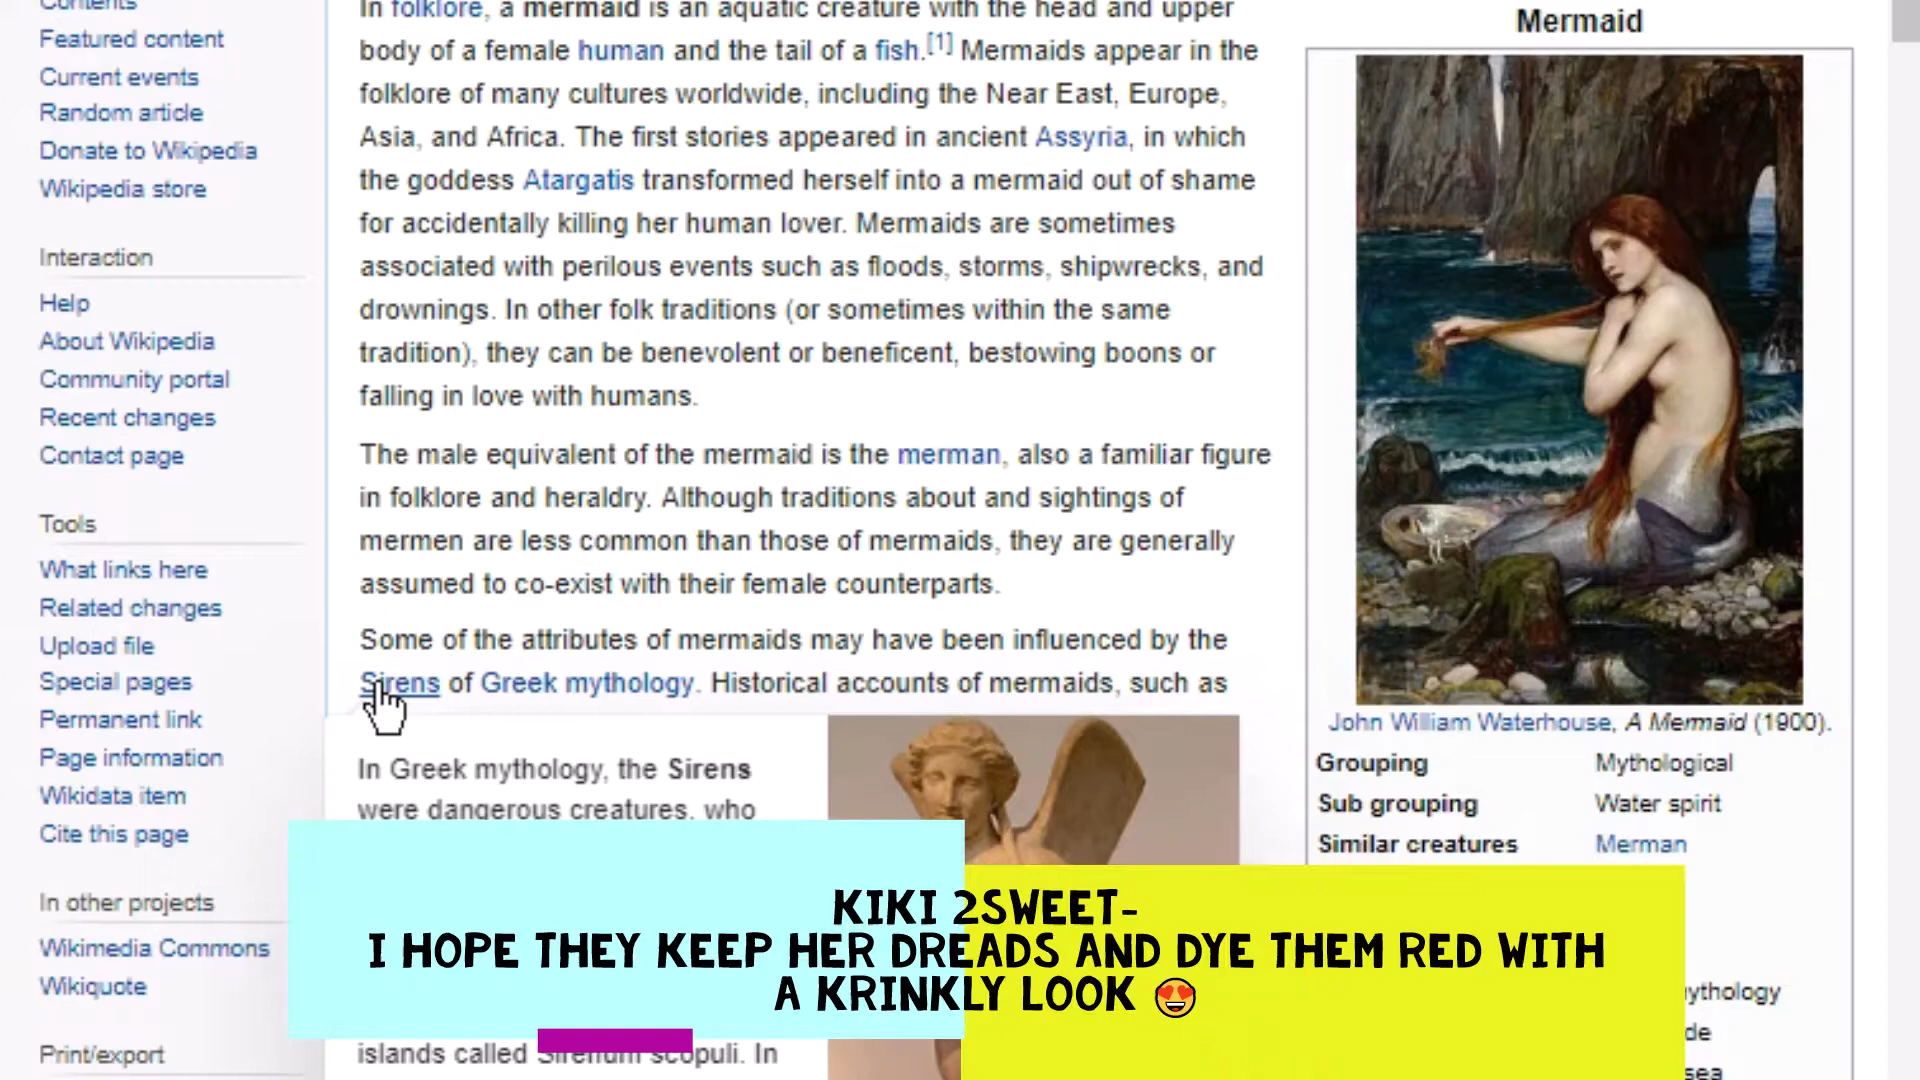 Contents
Featured content
Current events
Random article
Donate to Wikipedia
Wikipedia store
Interaction
Help
About Wikipedia
Community portal
Recent changes
Contact page
Tools
What links here
Related changes
Upload file
Special pages
Permanent link
Page information
Wikidata item
Cite this page
In other projects
Wikimedia Commons
Wikiquote
Print/export
In folklore, a mermaid is an aquatic creature with the head and upper
body of a female human and the tail of a fish.[1] Mermaids appear in the
folklore of many cultures worldwide, including the Near East, Europe,
Asia, and Africa. The first stories appeared in ancient Assyria, in which
the goddess Atargatis transformed herself into a mermaid out of shame
for accidentally killing her human lover. Mermaids are sometimes
associated with perilous events such as floods, storms, shipwrecks, and
drownings. In other folk traditions (or sometimes within the same
tradition), they can be benevolent or beneficent, bestowing boons or
falling in love with humans.
The male equivalent of the mermaid is the merman, also a familiar figure
in folklore and heraldry. Although traditions about and sightings of
mermen are less common than those of mermaids, they are generally
assumed to co-exist with their female counterparts.
Some of the attributes of mermaids may have been influenced by the
Sirens of Greek mythology. Historical accounts of mermaids, such as
In Greek mythology, the Sirens
were dangerous creatures, who
islands called Sirenum scopuli. In
Mermaid
John William Waterhouse, A Mermaid (1900).
Grouping Mythological
Sub grouping Water spirit
Similar creatures Merman
ythology
de
sea
KIKI 2SWEET-
I HOPE THEY KEEP HER DREADS AND DYE THEM RED WITH
A KRINKLY LOOK 😍